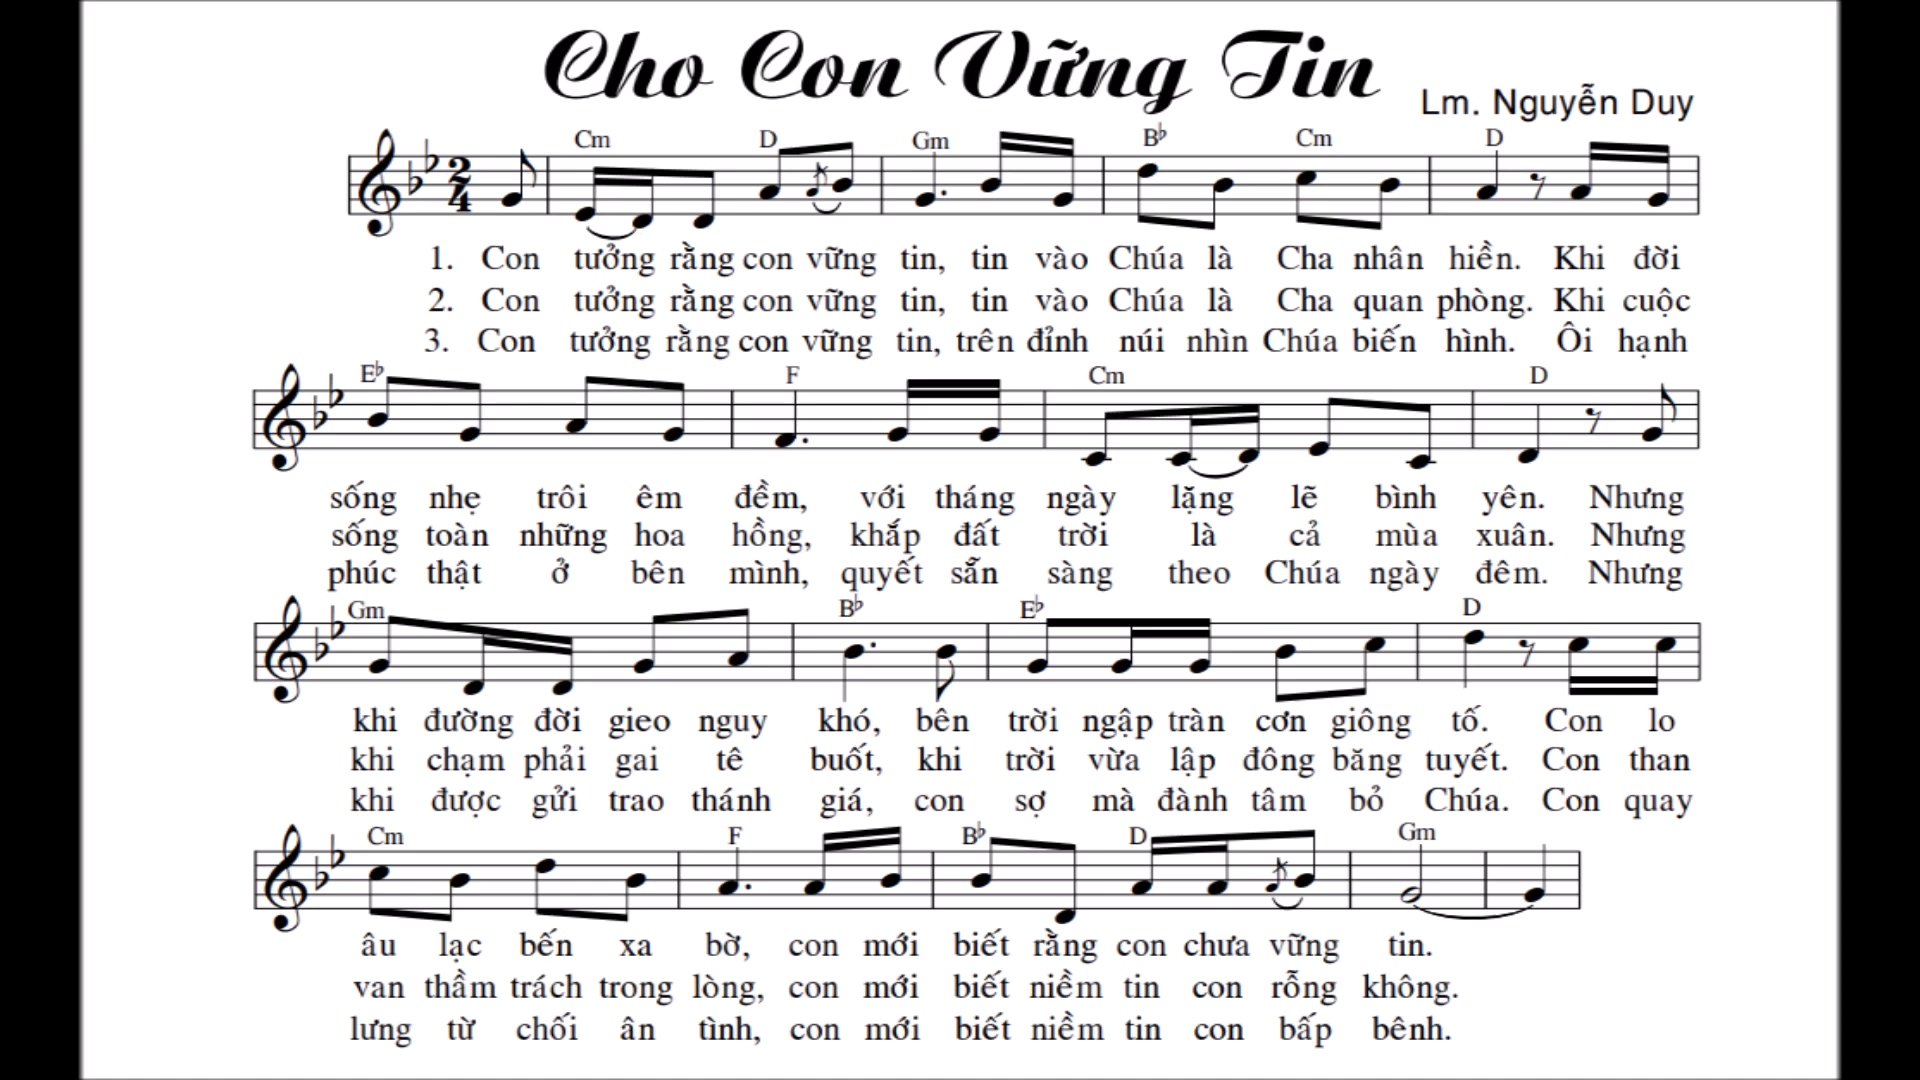 Cho Con Vững Tin
Lm. Nguyễn Duy
Cm D Gm B♭ Cm D
2
4
1. Con tưởng rằng con vững tin, tin vào Chúa là Cha nhân hiền. Khi đời
2. Con tưởng rằng con vững tin, tin vào Chúa là Cha quan phòng. Khi cuộc
3. Con tưởng rằng con vững tin, trên đỉnh núi nhìn Chúa biến hình. Ôi hạnh
E♭ F Cm D
sống nhẹ trôi êm đềm, với tháng ngày lặng lẽ bình yên. Nhưng
sống toàn những hoa hồng, khắp đất trời là cả mùa xuân. Nhưng
phúc thật ở bên mình, quyết sẵn sàng theo Chúa ngày đêm. Nhưng
Gm B♭ E♭ D
khi đường đời gieo nguy khó, bên trời ngập tràn cơn giông tố. Con lo
khi chạm phải gai tê buốt, khi trời vừa lập đông băng tuyết. Con than
khi được gửi trao thánh giá, con sợ mà đành tâm bỏ Chúa. Con quay
Cm F B♭ D Gm
âu lạc bến xa bờ, con mới biết rằng con chưa vững tin.
van thầm trách trong lòng, con mới biết niềm tin con rỗng không.
lưng từ chối ân tình, con mới biết niềm tin con bấp bênh.